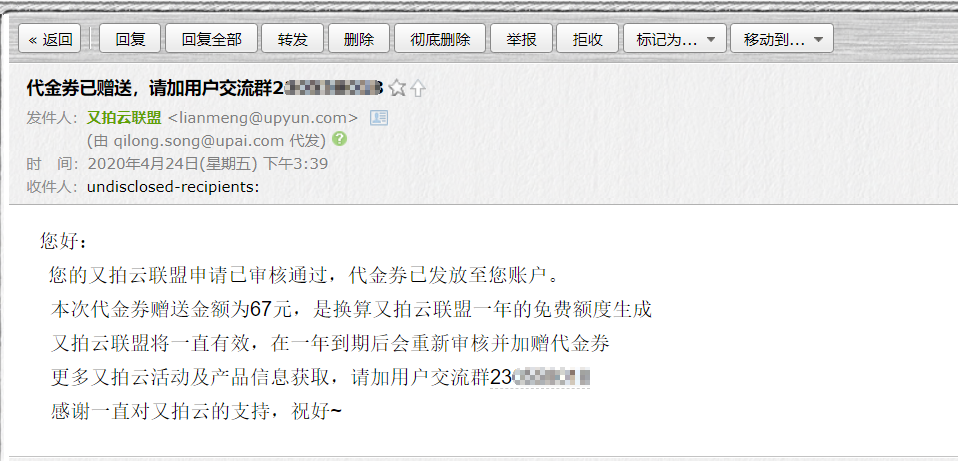 « 返回 回复 回复全部 转发 删除 彻底删除 举报 拒收 标记为... 移动到...
代金券已赠送，请加用户交流群2
发件人：又拍云联盟 <lianmeng@upyun.com>
(由 qilong.song@upai.com 代发)
时　间：2020年4月24日(星期五) 下午3:39
收件人：undisclosed-recipients:
您好：
您的又拍云联盟申请已审核通过，代金券已发放至您账户。
本次代金券赠送金额为67元，是换算又拍云联盟一年的免费额度生成
又拍云联盟将一直有效，在一年到期后会重新审核并加赠代金券
更多又拍云活动及产品信息获取，请加用户交流群23
感谢一直对又拍云的支持，祝好~